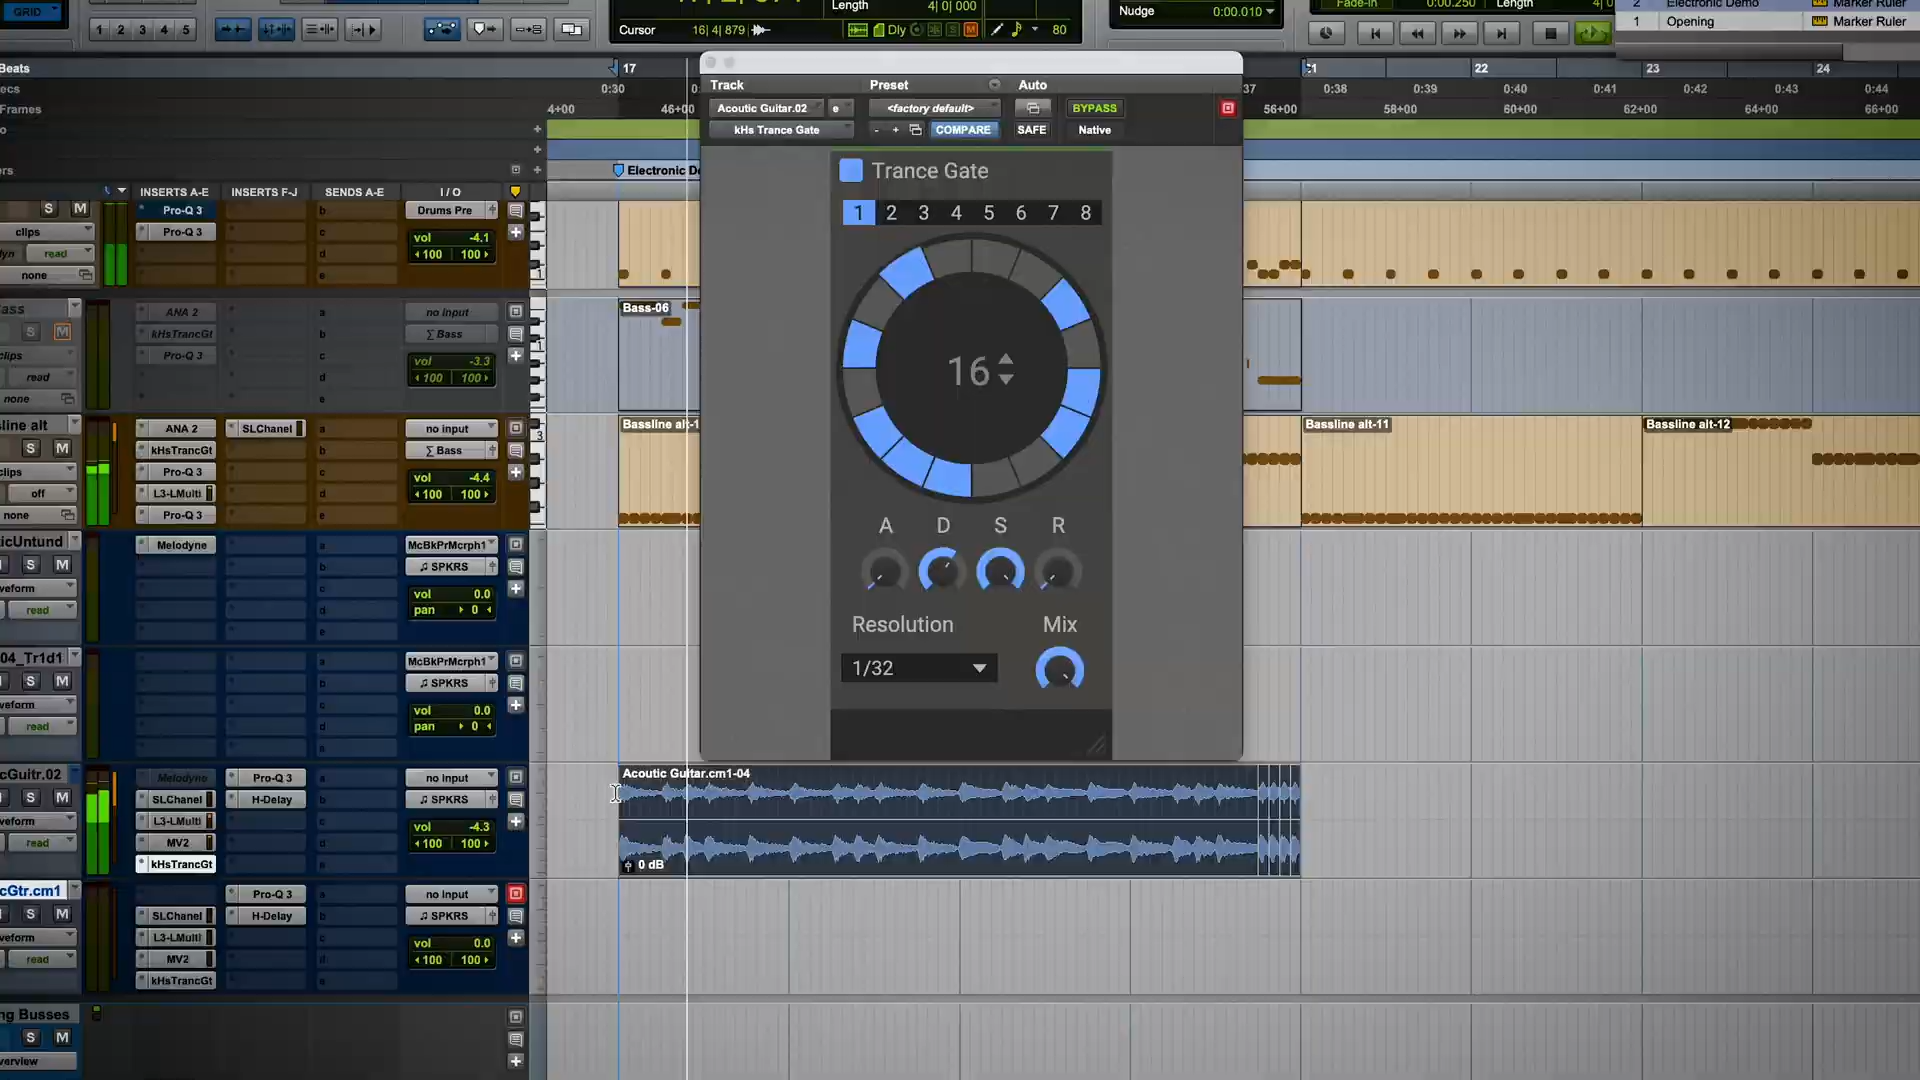 GRID
1 2 3 4 5
Length 4| 0| 000
Cursor 16| 4| 879
Dly
80
Nudge 0:00.010
Fade-in 0:00.250 Length
2 Electronic Demo Marker Ruler
1 Opening Marker Ruler
Beats
17
22 23 24
0:30
0:38 0:39 0:40 0:41 0:42 0:43 0:44
Frames
4+00 46+00
56+00 58+00 60+00 62+00 64+00 66+00
INSERTS A-E INSERTS F-J SENDS A-E I / O
Track Preset Auto
Acoutic Guitar.02 e <factory default> BYPASS
kHs Trance Gate - + COMPARE SAFE Native
Trance Gate
1 2 3 4 5 6 7 8
16
A D S R
Resolution Mix
1/32
S M
clips
read
none
Pro-Q 3
Pro-Q 3
b
c
d
e
Drums Pre
vol -4.1
100 100
S M
read
none
ANA 2
kHsTrancGt
Pro-Q 3
a
b
c
d
e
no input
∑ Bass
vol -3.3
100 100
Bass-06
line alt
S M
off
none
ANA 2
kHsTrancGt
Pro-Q 3
L3-LMulti
Pro-Q 3
SLChannel
a
b
c
d
e
no input
∑ Bass
vol -4.4
100 100
Bassline alt-1
Bassline alt-11
Bassline alt-12
icUntund
S M
read
Melodyne
a
b
c
d
e
McBkPrMcrph1
SPKRS
vol 0.0
pan 0
04_Tr1d1
S M
read
a
b
c
d
e
McBkPrMcrph1
SPKRS
vol 0.0
pan 0
cGuitr.02
S M
read
Melodyne
SLChanel
L3-LMulti
MV2
kHsTrancGt
Pro-Q 3
H-Delay
a
b
c
d
e
no input
SPKRS
vol -4.3
100 100
Acoutic Guitar.cm1-04
0 dB
cGtr.cm1
S M
read
SLChanel
L3-LMulti
MV2
kHsTrancGt
Pro-Q 3
H-Delay
a
b
c
d
e
no input
SPKRS
vol 0.0
100 100
ng Busses
S M